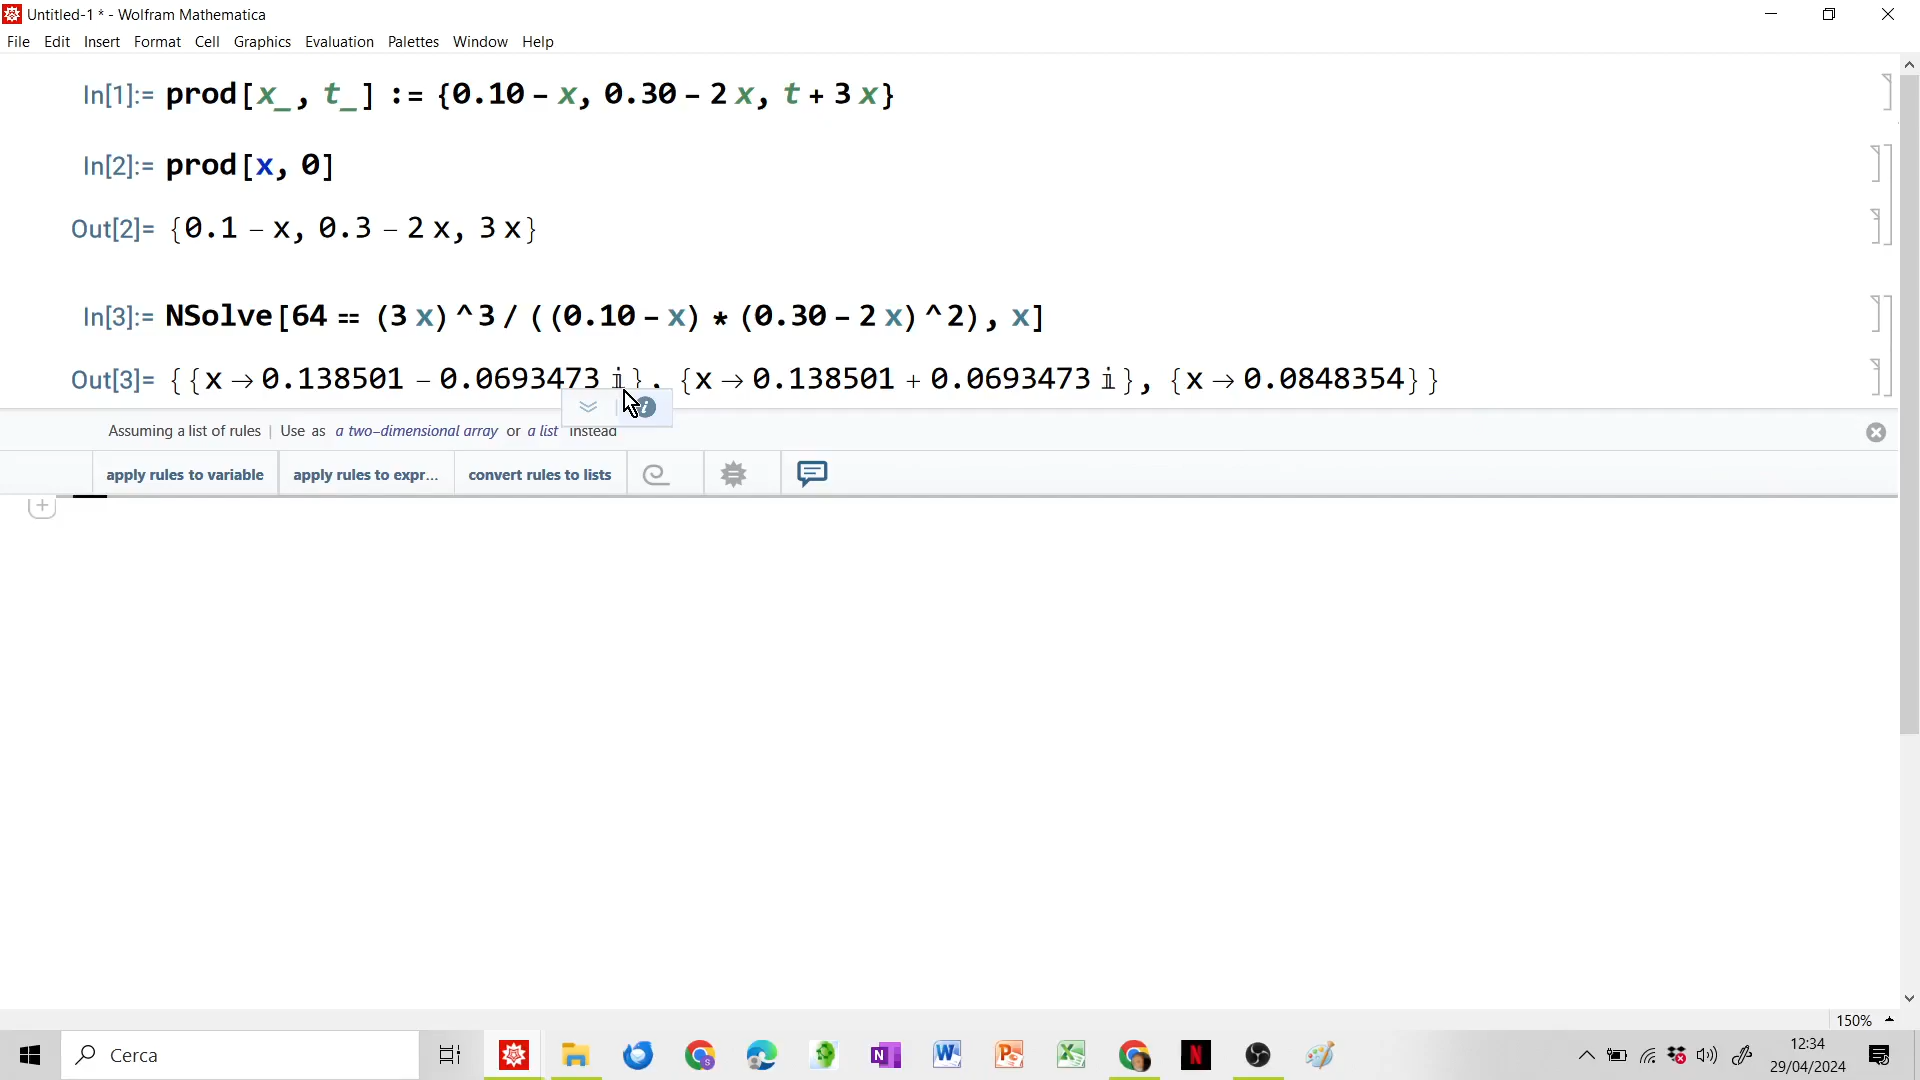 Untitled-1 * - Wolfram Mathematica
File Edit Insert Format Cell Graphics Evaluation Palettes Window Help
In[1]:= prod[x_, t_] := {0.10 - x, 0.30 - 2 x, t + 3 x}
In[2]:= prod[x, 0]
Out[2]= {0.1 - x, 0.3 - 2 x, 3 x}
In[3]:= NSolve[64 == (3 x)^3 / ((0.10 - x) * (0.30 - 2 x)^2), x]
Out[3]= {{x → 0.138501 - 0.0693473 ⅈ}, {x → 0.138501 + 0.0693473 ⅈ}, {x → 0.0848354}}
Assuming a list of rules | Use as a two-dimensional array or a list instead
apply rules to variable apply rules to expr... convert rules to lists
150%
Cerca
12:34
29/04/2024